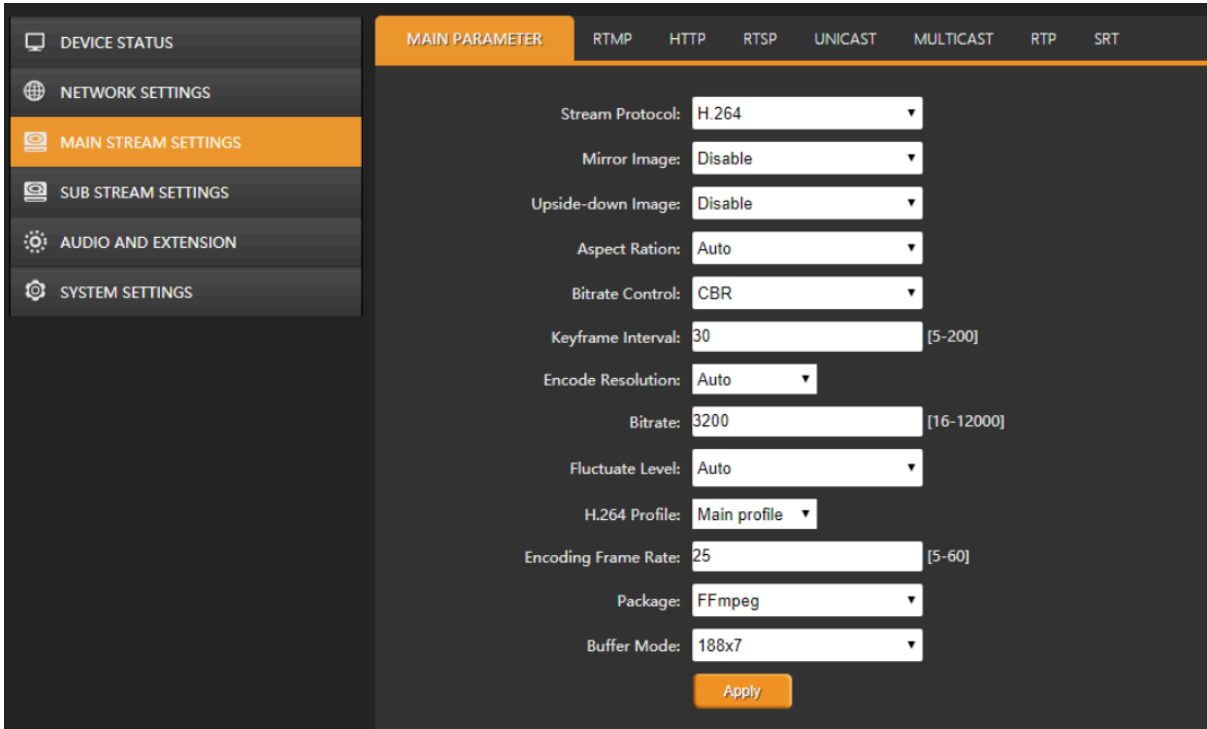 DEVICE STATUS
NETWORK SETTINGS
MAIN STREAM SETTINGS
SUB STREAM SETTINGS
AUDIO AND EXTENSION
SYSTEM SETTINGS
MAIN PARAMETER RTMP HTTP RTSP UNICAST MULTICAST RTP SRT
Stream Protocol: H.264
Mirror Image: Disable
Upside-down Image: Disable
Aspect Ration: Auto
Bitrate Control: CBR
Keyframe Interval: 30 [5-200]
Encode Resolution: Auto
Bitrate: 3200 [16-12000]
Fluctuate Level: Auto
H.264 Profile: Main profile
Encoding Frame Rate: 25 [5-60]
Package: FFmpeg
Buffer Mode: 188x7
Apply